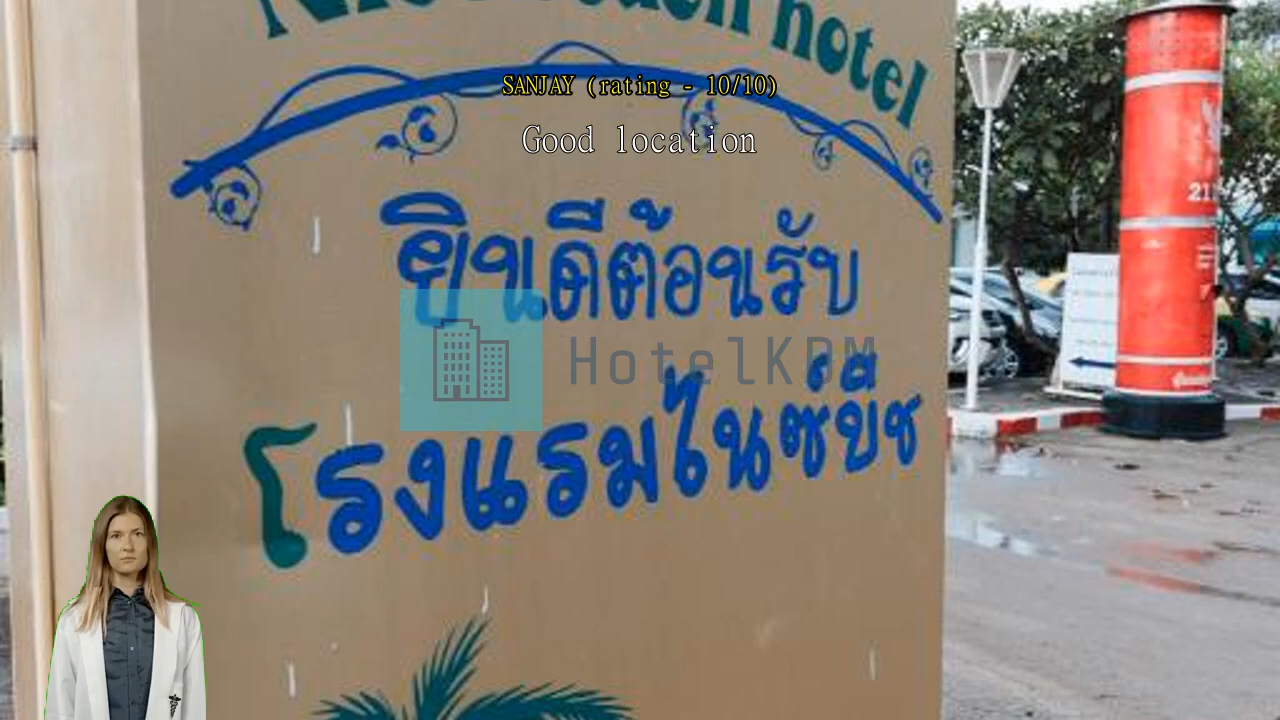 hotel
SANJAY (rating - 10/10)
Good location
ยินดีต้อนรับ
HotelKPM
โรงแรมไนซ์บีช
21